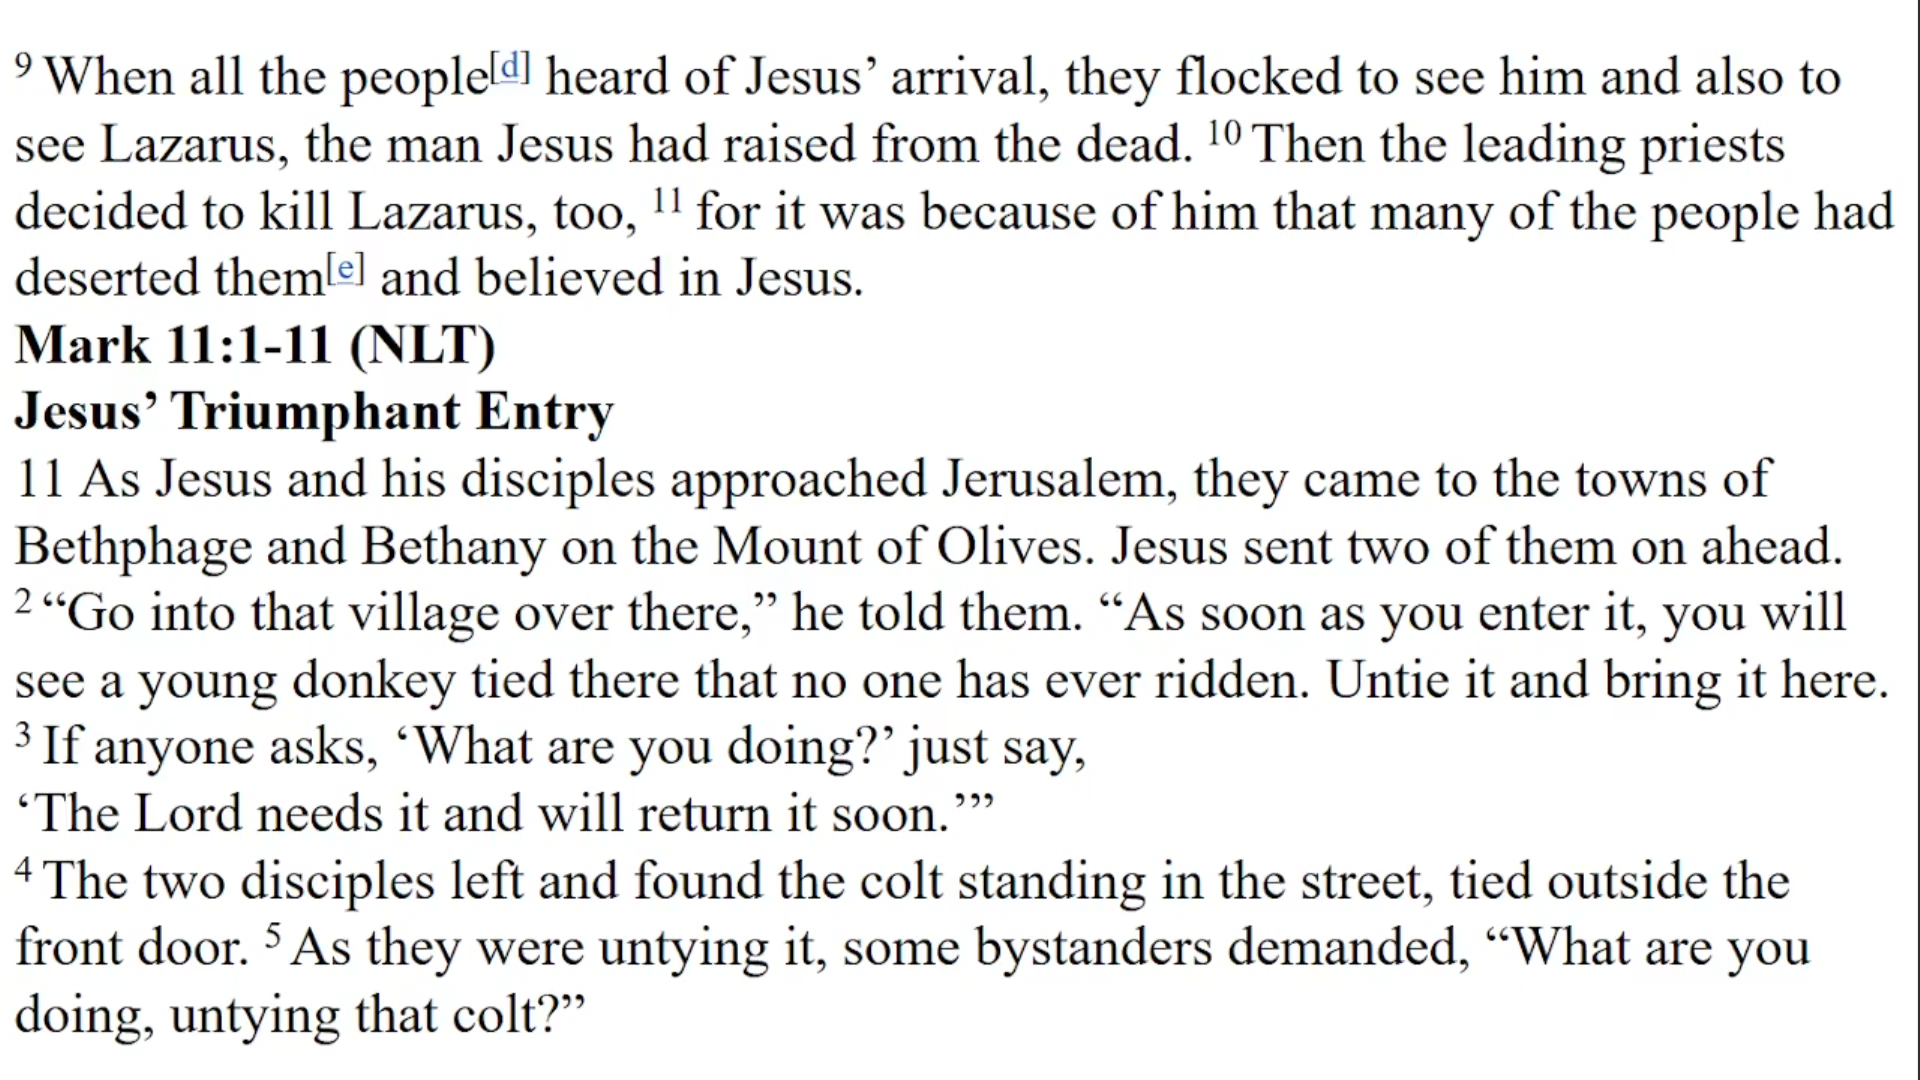 9 When all the people[d] heard of Jesus’ arrival, they flocked to see him and also to
see Lazarus, the man Jesus had raised from the dead. 10 Then the leading priests
decided to kill Lazarus, too, 11 for it was because of him that many of the people had
deserted them[e] and believed in Jesus.
Mark 11:1-11 (NLT)
Jesus’ Triumphant Entry
11 As Jesus and his disciples approached Jerusalem, they came to the towns of
Bethphage and Bethany on the Mount of Olives. Jesus sent two of them on ahead.
2 “Go into that village over there,” he told them. “As soon as you enter it, you will
see a young donkey tied there that no one has ever ridden. Untie it and bring it here.
3 If anyone asks, ‘What are you doing?’ just say,
‘The Lord needs it and will return it soon.’”
4 The two disciples left and found the colt standing in the street, tied outside the
front door. 5 As they were untying it, some bystanders demanded, “What are you
doing, untying that colt?”